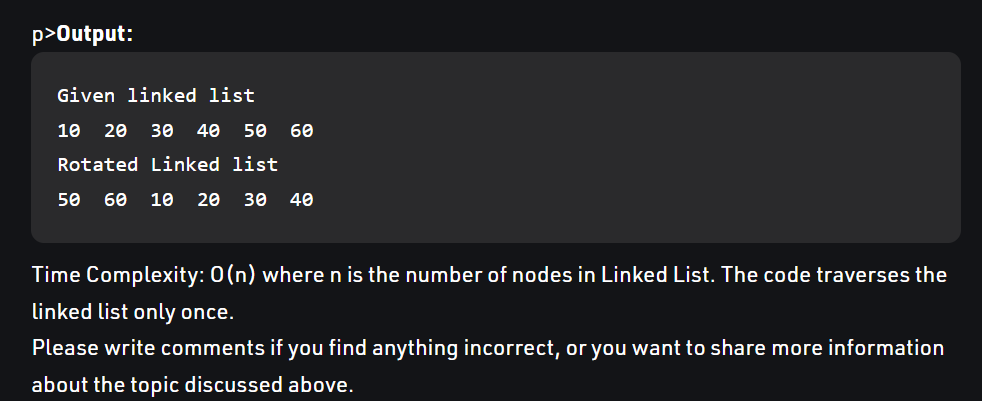 p>Output:
Given linked list
10  20  30  40  50  60
Rotated Linked list
50  60  10  20  30  40
Time Complexity: O(n) where n is the number of nodes in Linked List. The code traverses the
linked list only once.
Please write comments if you find anything incorrect, or you want to share more information
about the topic discussed above.